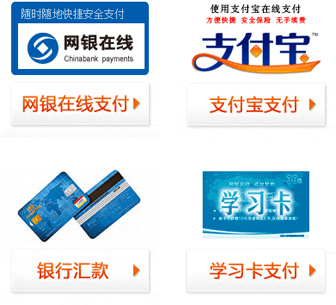 随时随地快捷安全支付
网银在线
Chinabank payments
网银在线支付
使用支付宝在线支付
方便快捷 安全保险 无手续费
支付宝
TM
支付宝支付
银行汇款
学习卡
学习卡支付